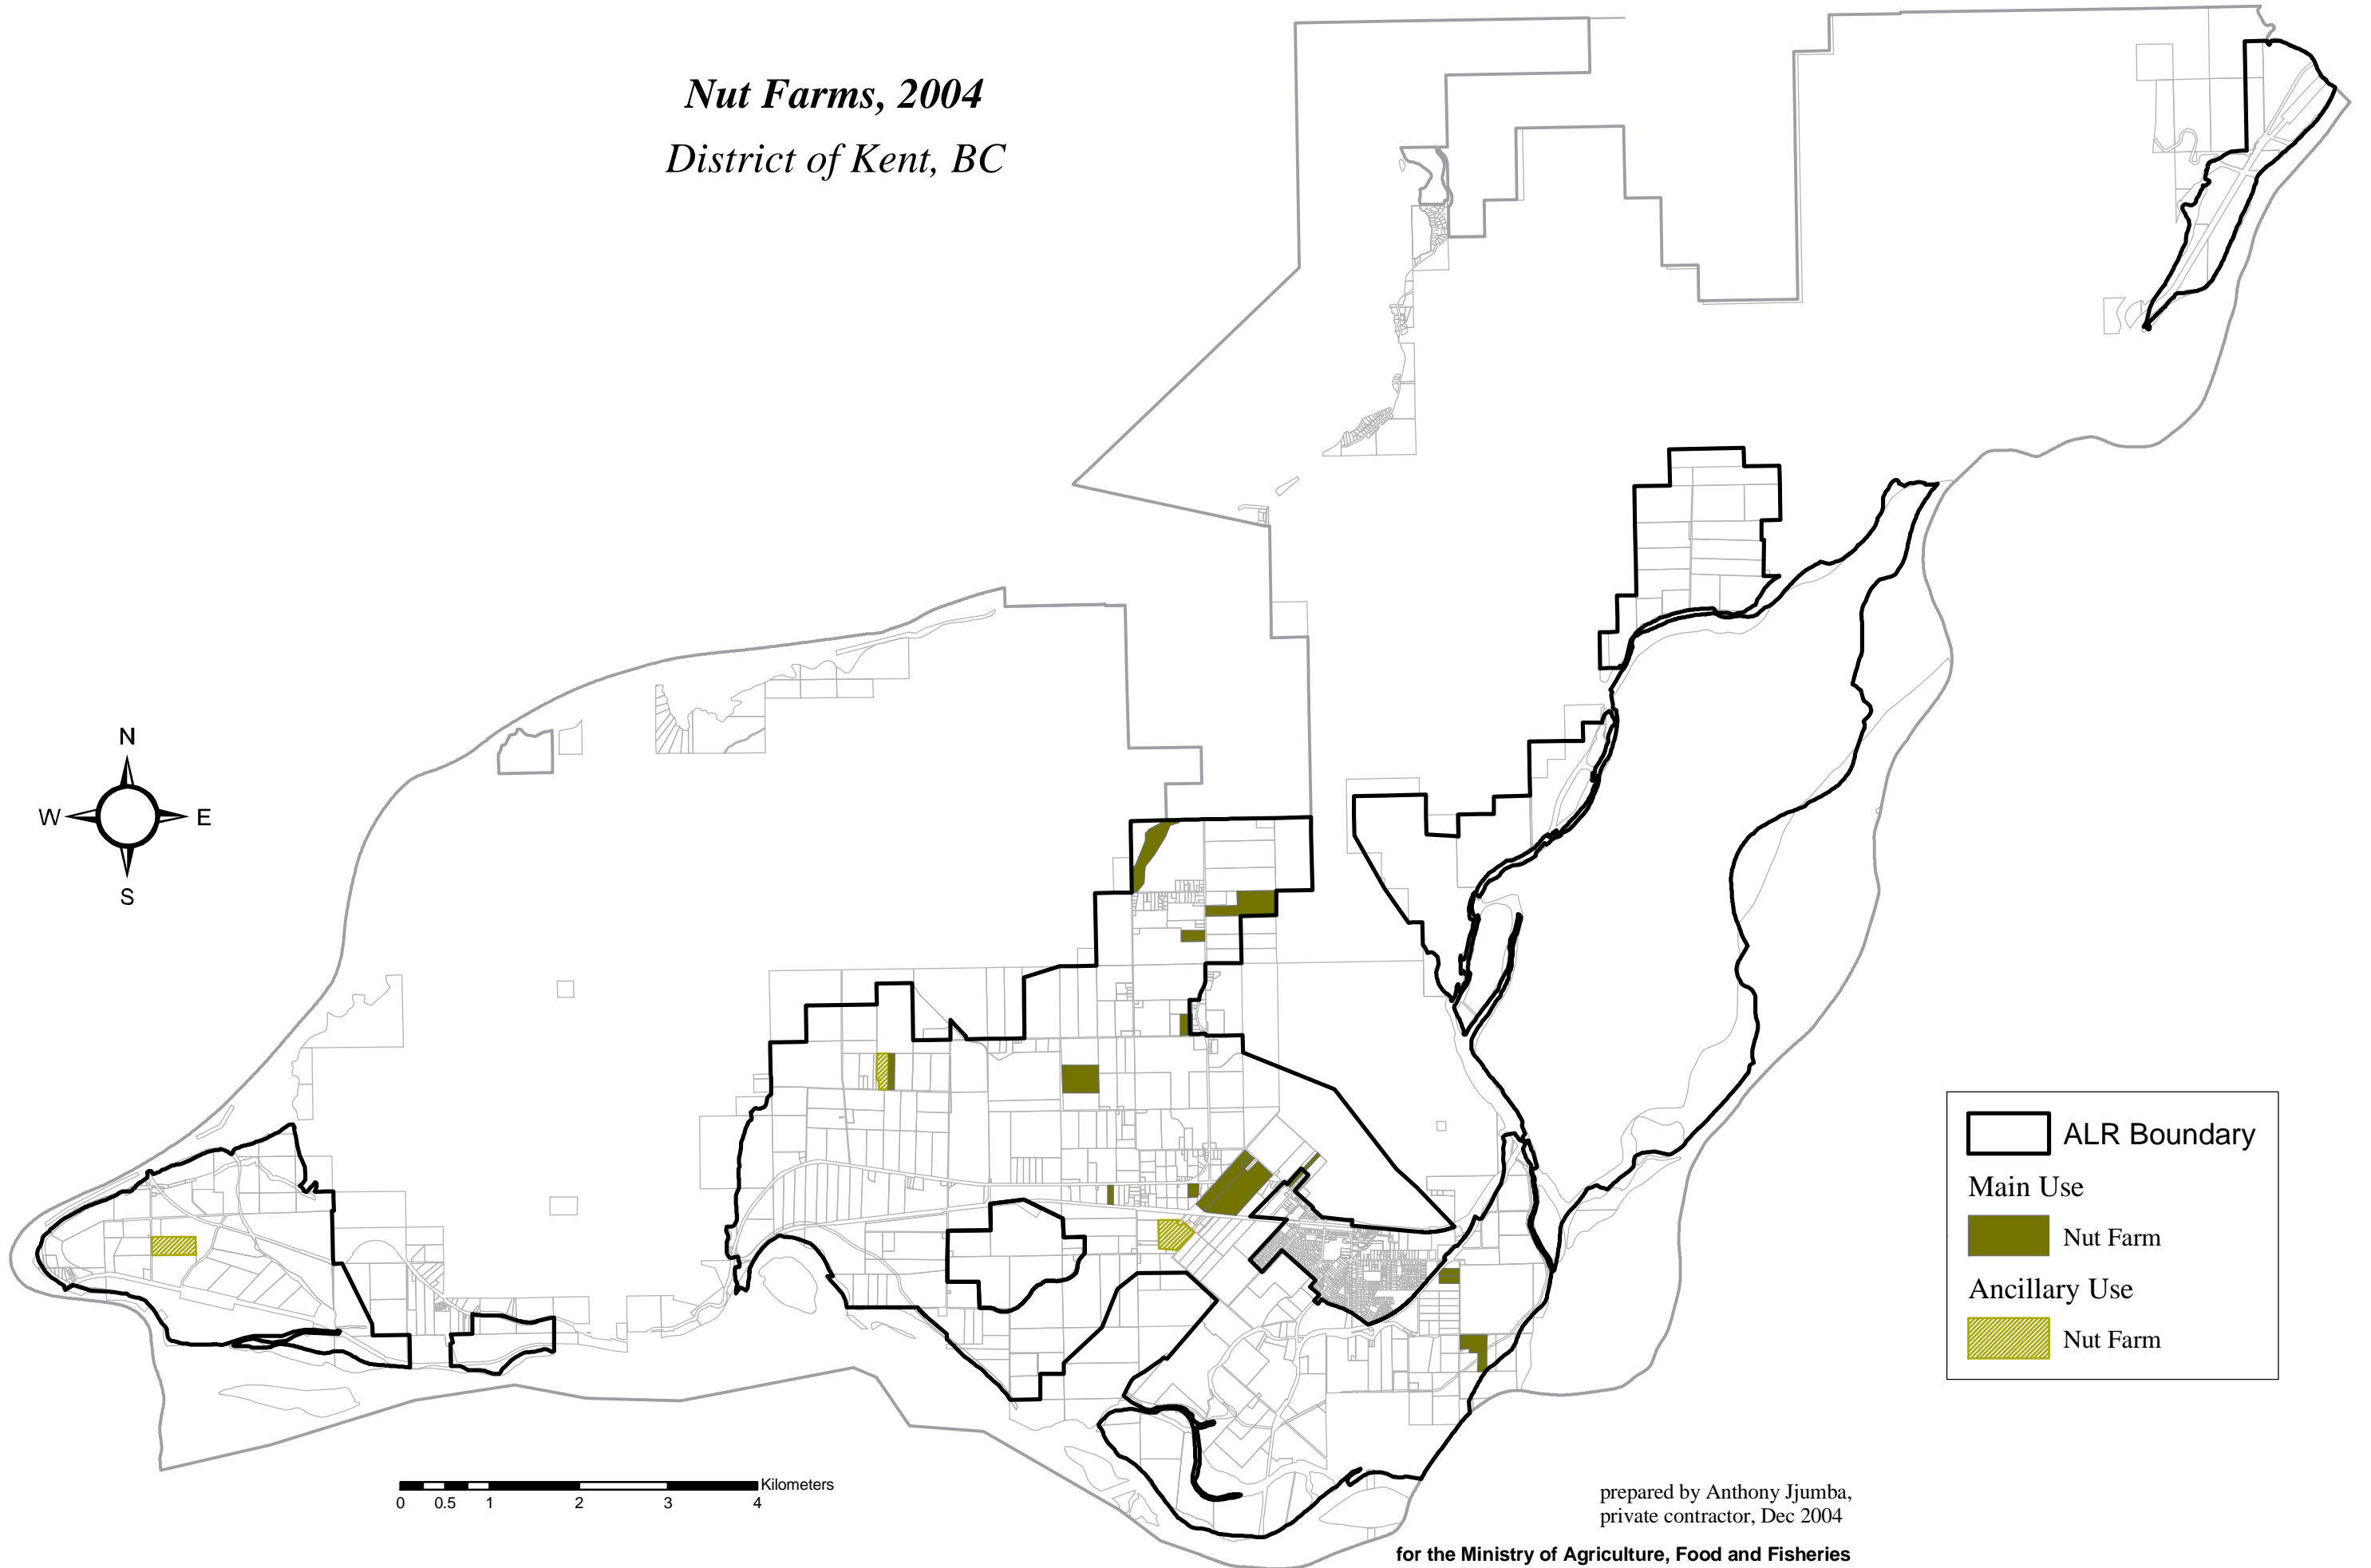 Nut Farms, 2004
District of Kent, BC
N
W E
S
ALR Boundary
Main Use
Nut Farm
Ancillary Use
Nut Farm
Kilometers
0 0.5 1 2 3 4
prepared by Anthony Jjumba,
private contractor, Dec 2004
for the Ministry of Agriculture, Food and Fisheries